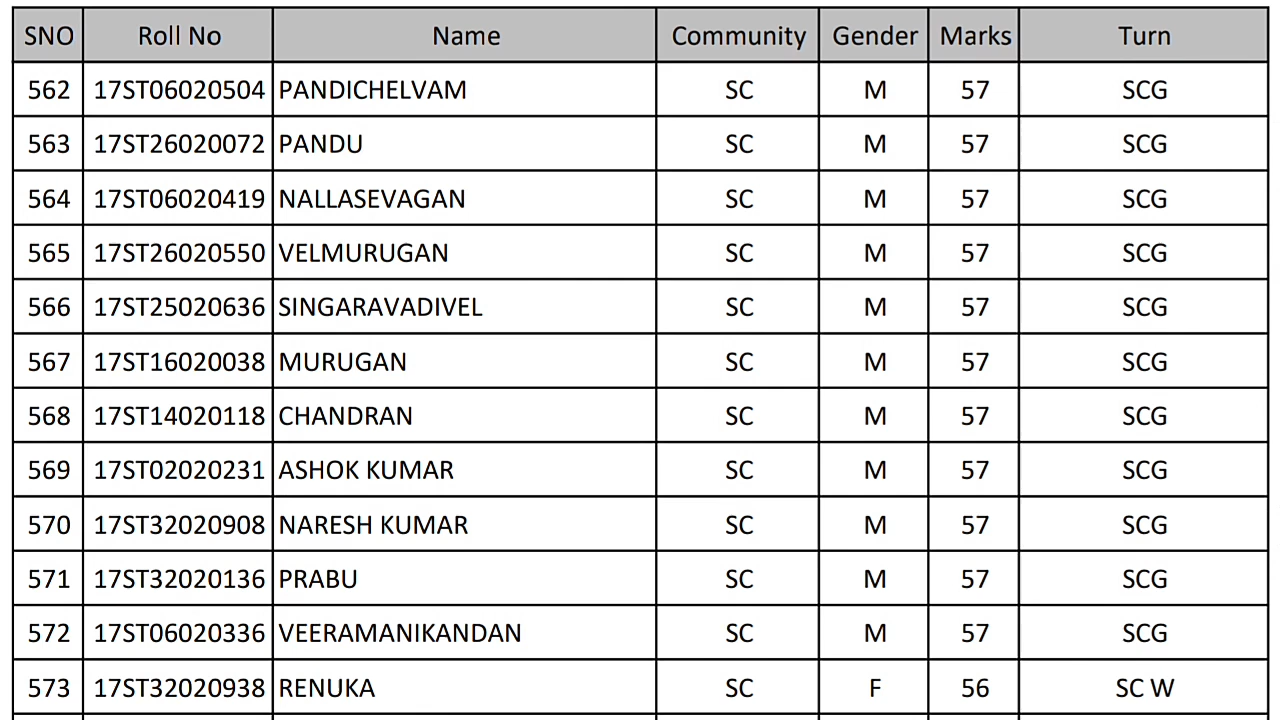 SNO Roll No Name Community Gender Marks Turn
562 17ST06020504 PANDICHELVAM SC M 57 SCG
563 17ST26020072 PANDU SC M 57 SCG
564 17ST06020419 NALLASEVAGAN SC M 57 SCG
565 17ST26020550 VELMURUGAN SC M 57 SCG
566 17ST25020636 SINGARAVADIVEL SC M 57 SCG
567 17ST16020038 MURUGAN SC M 57 SCG
568 17ST14020118 CHANDRAN SC M 57 SCG
569 17ST02020231 ASHOK KUMAR SC M 57 SCG
570 17ST32020908 NARESH KUMAR SC M 57 SCG
571 17ST32020136 PRABU SC M 57 SCG
572 17ST06020336 VEERAMANIKANDAN SC M 57 SCG
573 17ST32020938 RENUKA SC F 56 SC W